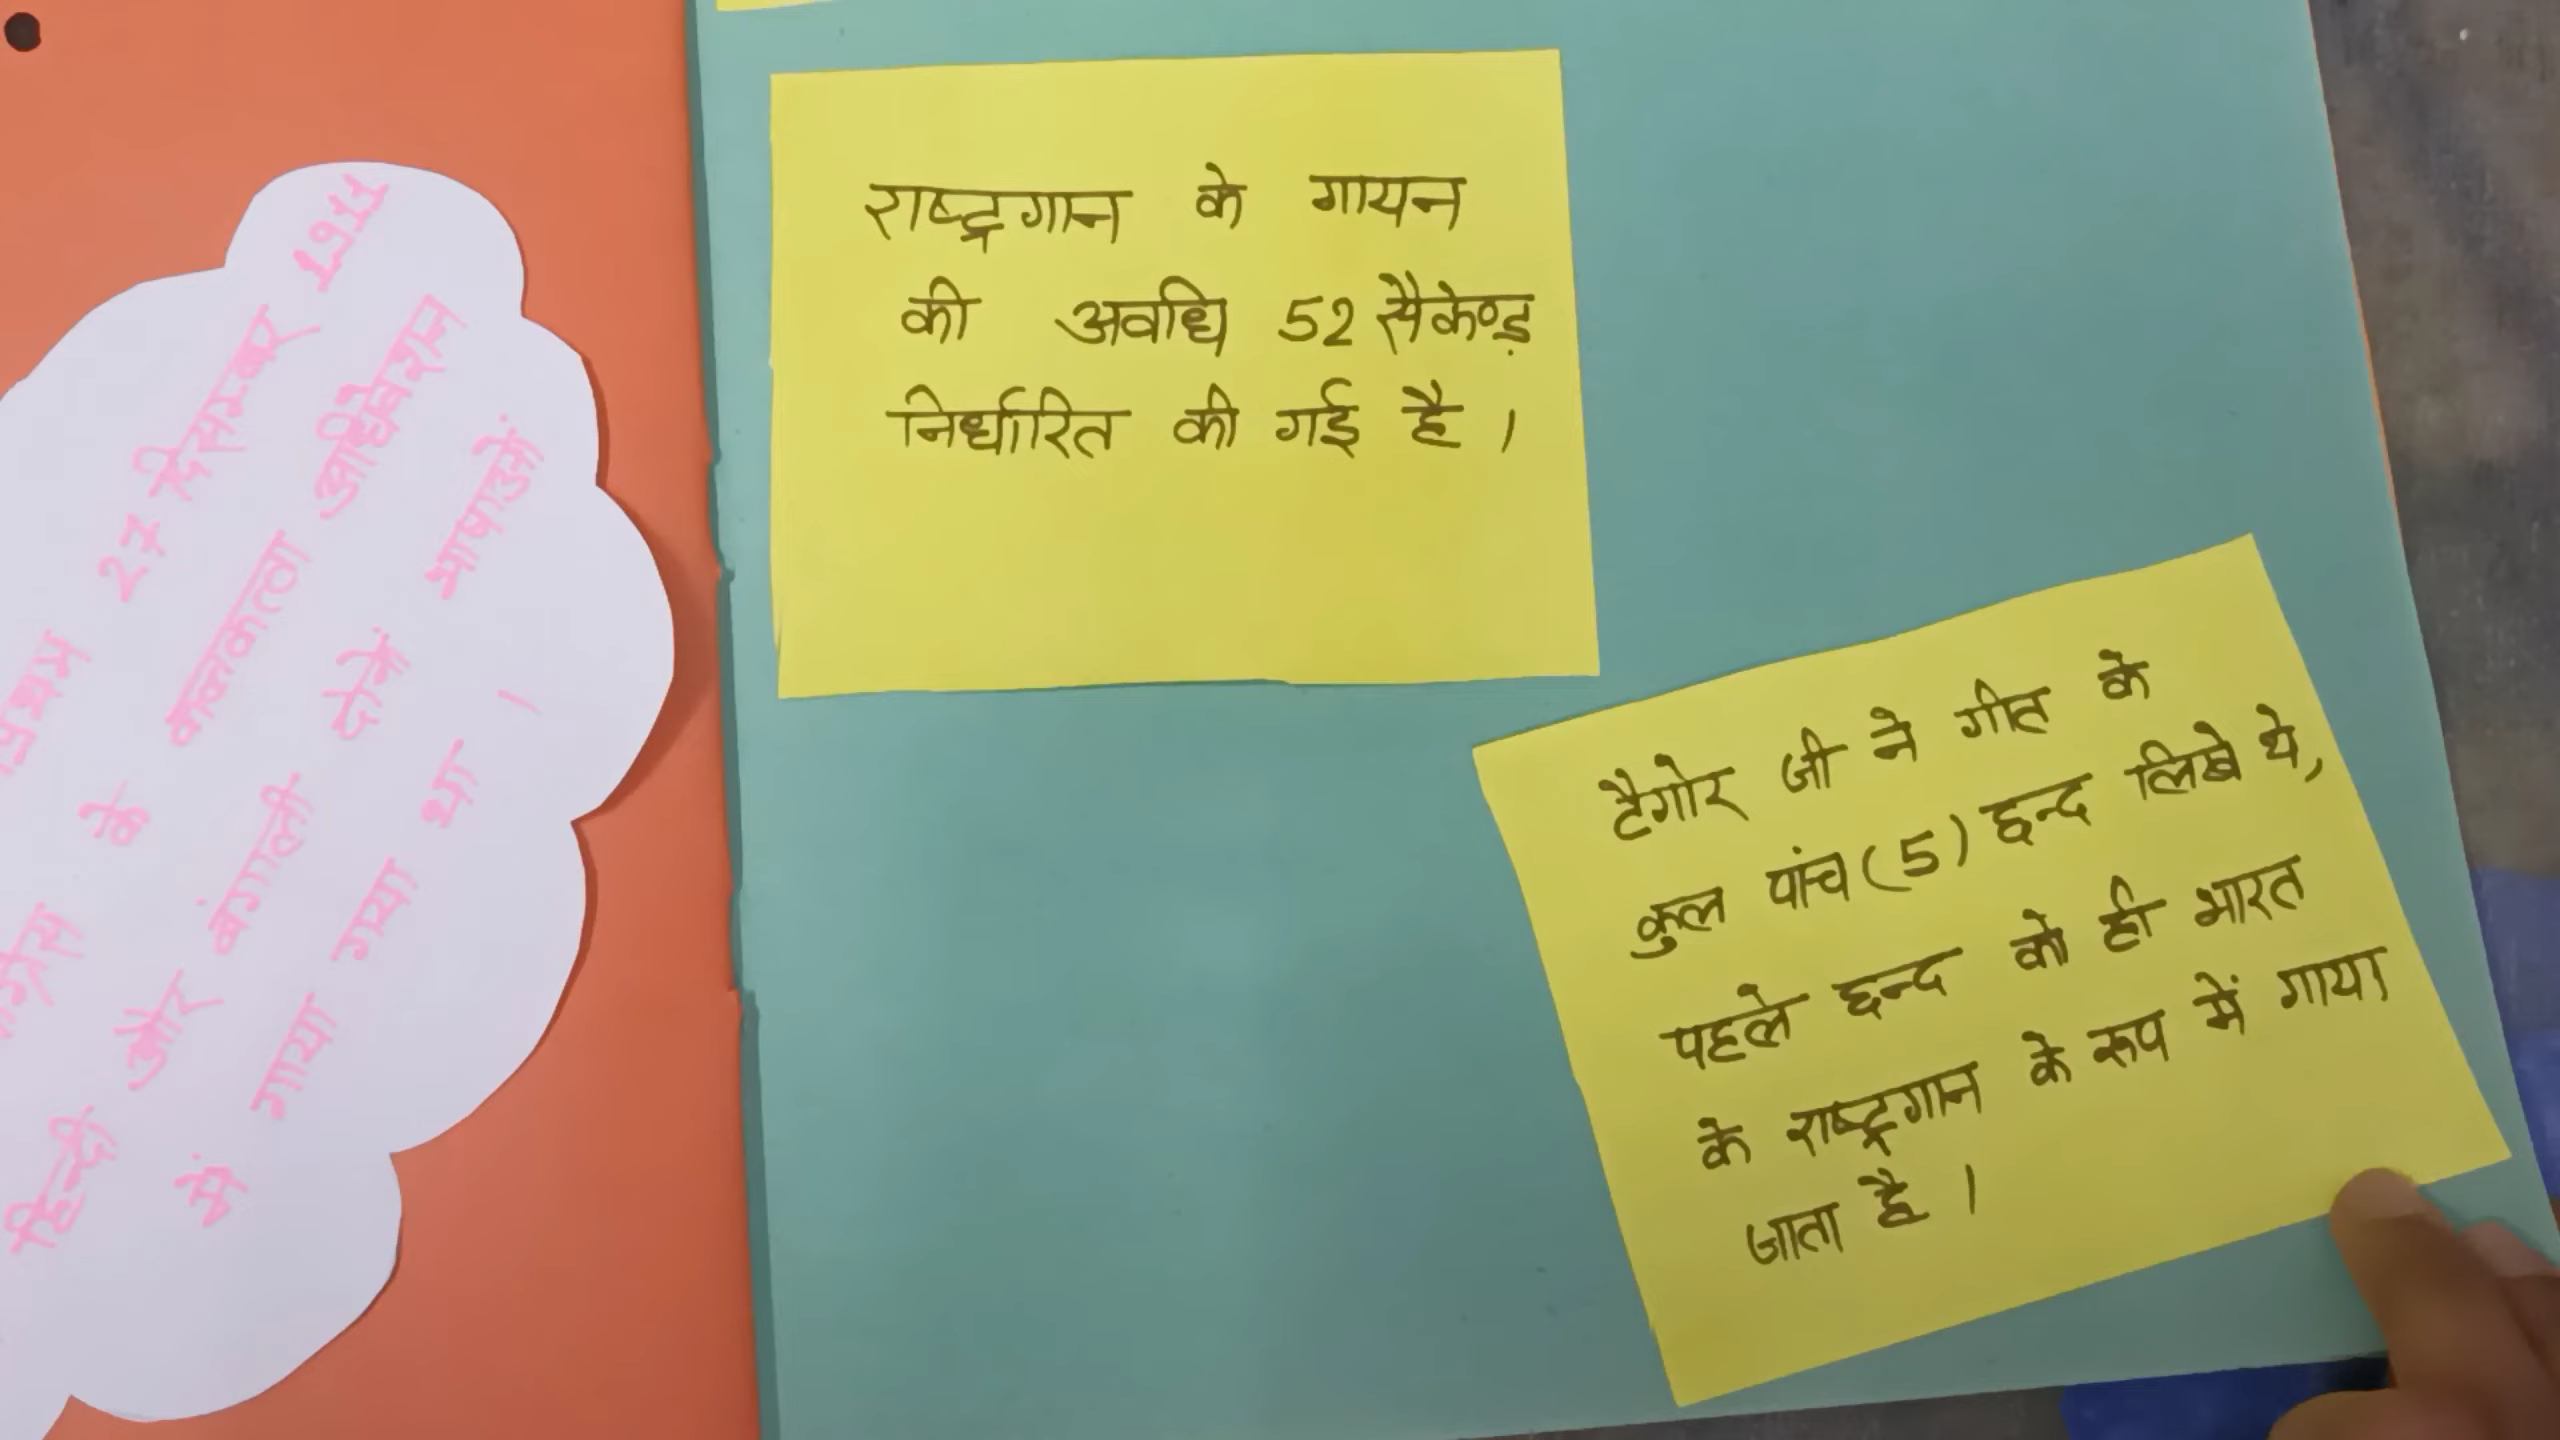 प्रथम 27 दिसम्बर 1911
के कलकत्ता अधिवेशन
हिन्दी और बंगाली दोनों भाषाओं
में गाया गया था ।
राष्ट्रगान के गायन
की अवधि 52 सैकेण्ड़
निर्धारित की गई है ।
टैगोर जी ने गीत के
कुल पांच (5) छन्द लिखे थे,
पहले छन्द को ही भारत
के राष्ट्रगान के रूप में गाया
जाता है ।